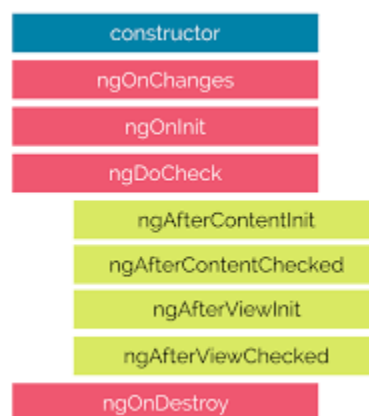 constructor
ngOnChanges
ngOnInit
ngDoCheck
ngAfterContentInit
ngAfterContentChecked
ngAfterViewInit
ngAfterViewChecked
ngOnDestroy